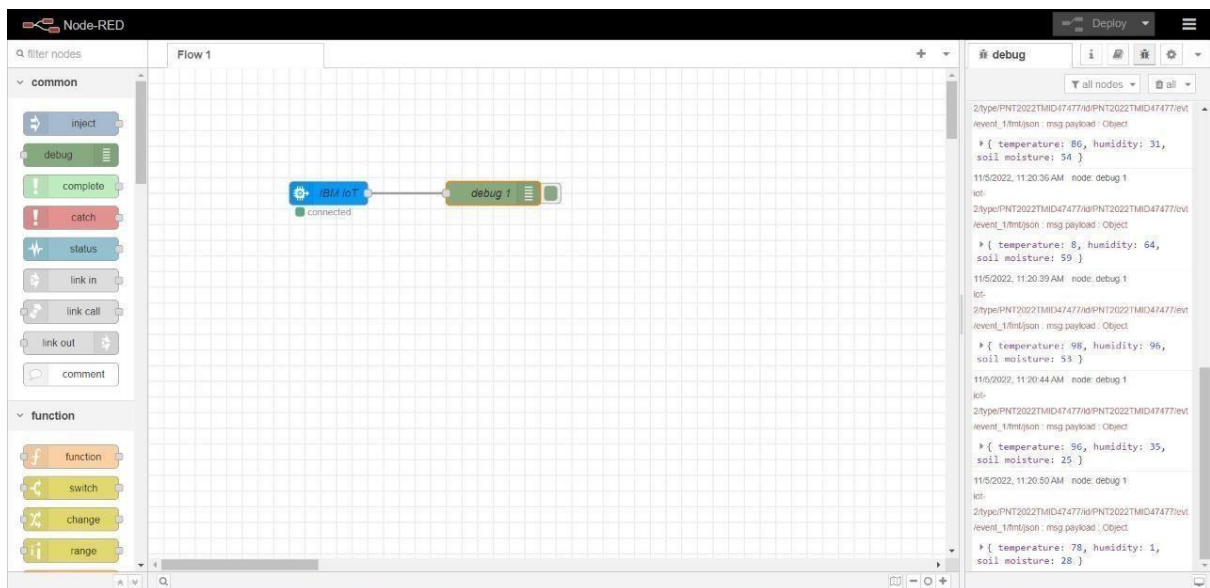 Node-RED
Deploy
filter nodes
Flow 1
debug
i
all nodes
all
common
inject
debug
complete
catch
status
link in
link call
link out
comment
function
function
switch
change
range
IBM IoT
connected
debug 1
2/type/PNT2022TMID47477/id/PNT2022TMID47477/evt
/event_1/fmt/json : msg.payload : Object
{ temperature: 86, humidity: 31,
soil moisture: 54 }
11/5/2022, 11:20:36 AM node: debug 1
iot-
2/type/PNT2022TMID47477/id/PNT2022TMID47477/evt
/event_1/fmt/json : msg.payload : Object
{ temperature: 8, humidity: 64,
soil moisture: 59 }
11/5/2022, 11:20:39 AM node: debug 1
iot-
2/type/PNT2022TMID47477/id/PNT2022TMID47477/evt
/event_1/fmt/json : msg.payload : Object
{ temperature: 98, humidity: 96,
soil moisture: 53 }
11/5/2022, 11:20:44 AM node: debug 1
iot-
2/type/PNT2022TMID47477/id/PNT2022TMID47477/evt
/event_1/fmt/json : msg.payload : Object
{ temperature: 96, humidity: 35,
soil moisture: 25 }
11/5/2022, 11:20:50 AM node: debug 1
iot-
2/type/PNT2022TMID47477/id/PNT2022TMID47477/evt
/event_1/fmt/json : msg.payload : Object
{ temperature: 78, humidity: 1,
soil moisture: 28 }